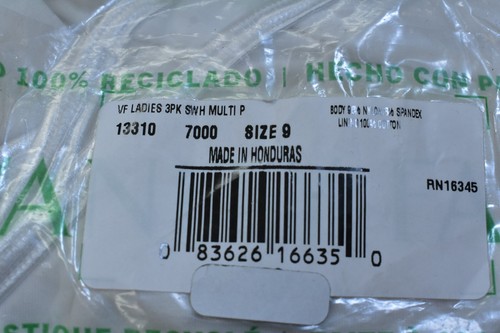 100% RECICLADO | HECHO CON P
VF LADIES 3PK SWH MULTI P
BODY SPANDEX
13310 7000 SIZE 9
MADE IN HONDURAS
RN16345
0 83626 16635 0